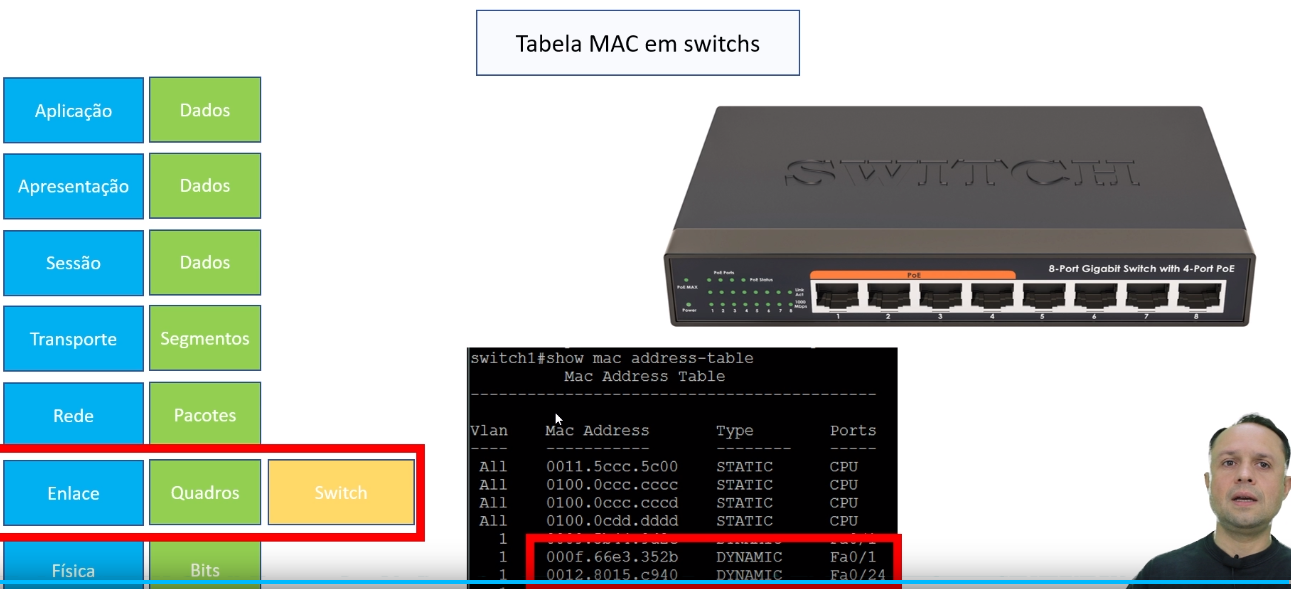 Tabela MAC em switchs
Aplicação Dados
Apresentação Dados
Sessão Dados
Transporte Segmentos
Rede Pacotes
Enlace Quadros Switch
Física Bits
SWITCH
8-Port Gigabit Switch with 4-Port PoE
PoE
PoE Ports
PoE Status
PoE MAX
Link
Act
1000
Mbps
Power 1 2 3 4 5 6 7 8
1 2 3 4 5 6 7 8
switch1#show mac address-table
Mac Address Table
-------------------------------------------
Vlan Mac Address Type Ports
---- ----------- -------- -----
All 0011.5ccc.5c00 STATIC CPU
All 0100.0ccc.cccc STATIC CPU
All 0100.0ccc.cccd STATIC CPU
All 0100.0cdd.dddd STATIC CPU
1 DYNAMIC Fa0/1
1 000f.66e3.352b DYNAMIC Fa0/1
1 0012.8015.c940 DYNAMIC Fa0/24